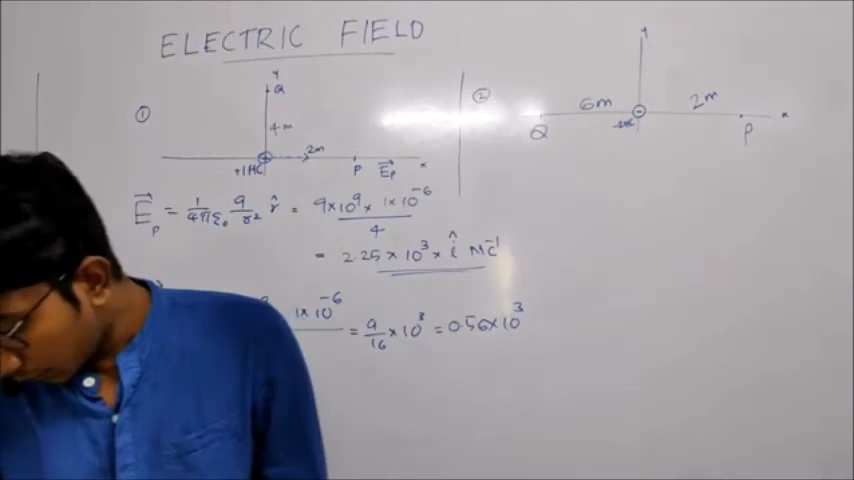 ELECTRIC FIELD
①
y
Q
4m
+1μC
2m
P
E⃗p
x
E⃗p = 1/4πε₀ q/r² r̂ = 9×10⁹ × 1×10⁻⁶ / 4
= 2.25 × 10³ × î NC⁻¹
1×10⁻⁶ = 9/16 × 10³ = 0.56×10³
②
y
6m
2m
Q
P
x